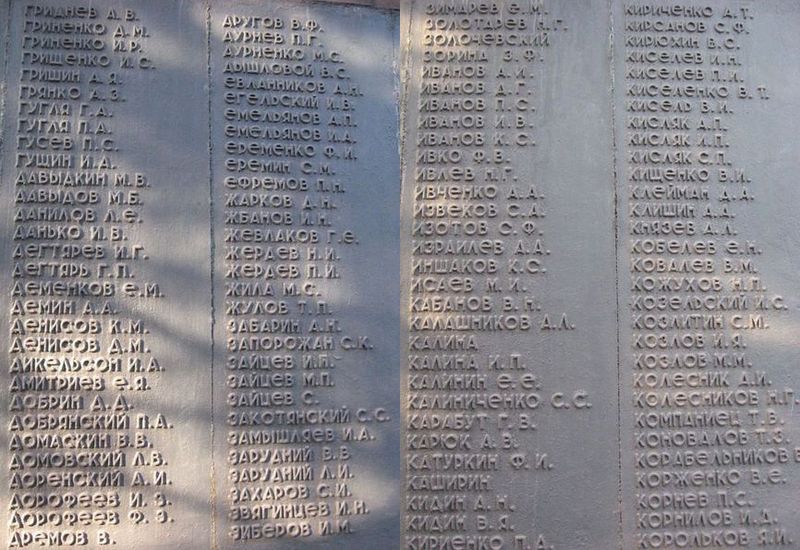 ГРИДНЕВ А.В.
ГРИНЕНКО Д.М.
ГРИНЕНКО И.Р.
ГРИЩЕНКО И.С.
ГРИШИН А.Я.
ГРЯНКО А.З.
ГУГЛЯ Г.А.
ГУГЛЯ П.А.
ГУСЕВ П.С.
ГУЩИН И.А.
ДАВЫДКИН М.В.
ДАВЫДОВ М.Б.
ДАНИЛОВ Л.Е.
ДАНЬКО И.В.
ДЕГТЯРЕВ И.Г.
ДЕГТЯРЬ Г.П.
ДЕМЕНКОВ Е.М.
ДЕМИН А.А.
ДЕНИСОВ К.М.
ДЕНИСОВ Д.М.
ДИКЕЛЬСОН И.А.
ДМИТРИЕВ Е.Я.
ДОБРИН А.Д.
ДОБРЯНСКИЙ П.А.
ДОМАСКИН В.В.
ДОМОВСКИЙ Л.В.
ДОРЕНСКИЙ А.И.
ДОРОФЕЕВ И.З.
ДОРОФЕЕВ Ф.З.
ДРЕМОВ В.
ДРУГОВ В.Ф.
ДУРНЕВ П.Г.
ДУРНЕНКО М.С.
ДЫШЛОВОЙ В.С.
ЕВЛАННИКОВ Д.Н.
ЕГЕЛЬСКИЙ И.В.
ЕМЕЛЬЯНОВ Д.П.
ЕМЕЛЬЯНОВ И.Д.
ЕРЕМЕНКО Ф.И.
ЕРЕМИН С.М.
ЕФРЕМОВ П.Н.
ЖАРКОВ Д.Н.
ЖБАНОВ И.Н.
ЖЕВЛАКОВ Г.Е.
ЖЕРДЕВ Н.И.
ЖЕРДЕВ П.И.
ЖИЛА М.С.
ЖУЛОВ Т.П.
ЗАБАРИН А.Н.
ЗАПОРОЖАН С.К.
ЗАЙЦЕВ И.П.
ЗАЙЦЕВ М.П.
ЗАЙЦЕВ С.
ЗАКОТЯНСКИЙ С.С.
ЗАМЫШЛЯЕВ И.А.
ЗАРУДНИЙ В.В.
ЗАРУДНИЙ Л.И.
ЗАХАРОВ С.И.
ЗВЯГИНЦЕВ И.Н.
ЗИБЕРОВ И.М.
ЗИМАРЕВ Е.М.
ЗОЛОТАРЕВ Н.Г.
ЗОЛОЧЕВСКИЙ
ЗОРИНА З.Ф.
ИВАНОВ А.И.
ИВАНОВ Д.Г.
ИВАНОВ П.С.
ИВАНОВ И.В.
ИВАНОВ К.С.
ИВКО Ф.В.
ИВЛЕВ Н.Г.
ИВЧЕНКО А.А.
ИЗВЕКОВ С.А.
ИЗОТОВ С.Ф.
ИЗРАИЛЕВ А.А.
ИНШАКОВ К.С.
ИСАЕВ М.И.
КАБАНОВ В.Н.
КАЛАШНИКОВ А.Л.
КАЛИНА
КАЛИНА И.П.
КАЛИНИН Е.Е.
КАЛИНИЧЕНКО С.С.
КАРАБУТ Г.В.
КАРЮК А.В.
КАТУРКИН Ф.И.
КАШИРИН
КИДИН А.Н.
КИДИН В.Я.
КИРИЕНКО П.А.
КИРИЧЕНКО Д.Т.
КИРСАНОВ С.Ф.
КИРЮХИН В.С.
КИСЕЛЕВ И.Н.
КИСЕЛЕВ П.И.
КИСЕЛЕНКО В.Т.
КИСЕЛЬ В.И.
КИСЛЯК Д.П.
КИСЛЯК И.П.
КИСЛЯК С.П.
КИЩЕНКО В.И.
КЛЕЙМАН Д.А.
КЛИШИН А.А.
КНЯЗЕВ А.Л.
КОБЕЛЕВ Е.Н.
КОВАЛЕВ В.М.
КОЖУХОВ Н.П.
КОЗЕЛЬСКИЙ И.С.
КОЗЛИТИН С.М.
КОЗЛОВ И.Я.
КОЗЛОВ М.М.
КОЛЕСНИК Д.И.
КОЛЕСНИКОВ Н.Г.
КОМПАНИЕЦ Т.В.
КОНОВАЛОВ Т.З.
КОРАБЕЛЬНИКОВ
КОРЖЕНКО В.Е.
КОРНЕВ П.С.
КОРНИЛОВ И.Д.
КОРОЛЬКОВ Я.И.